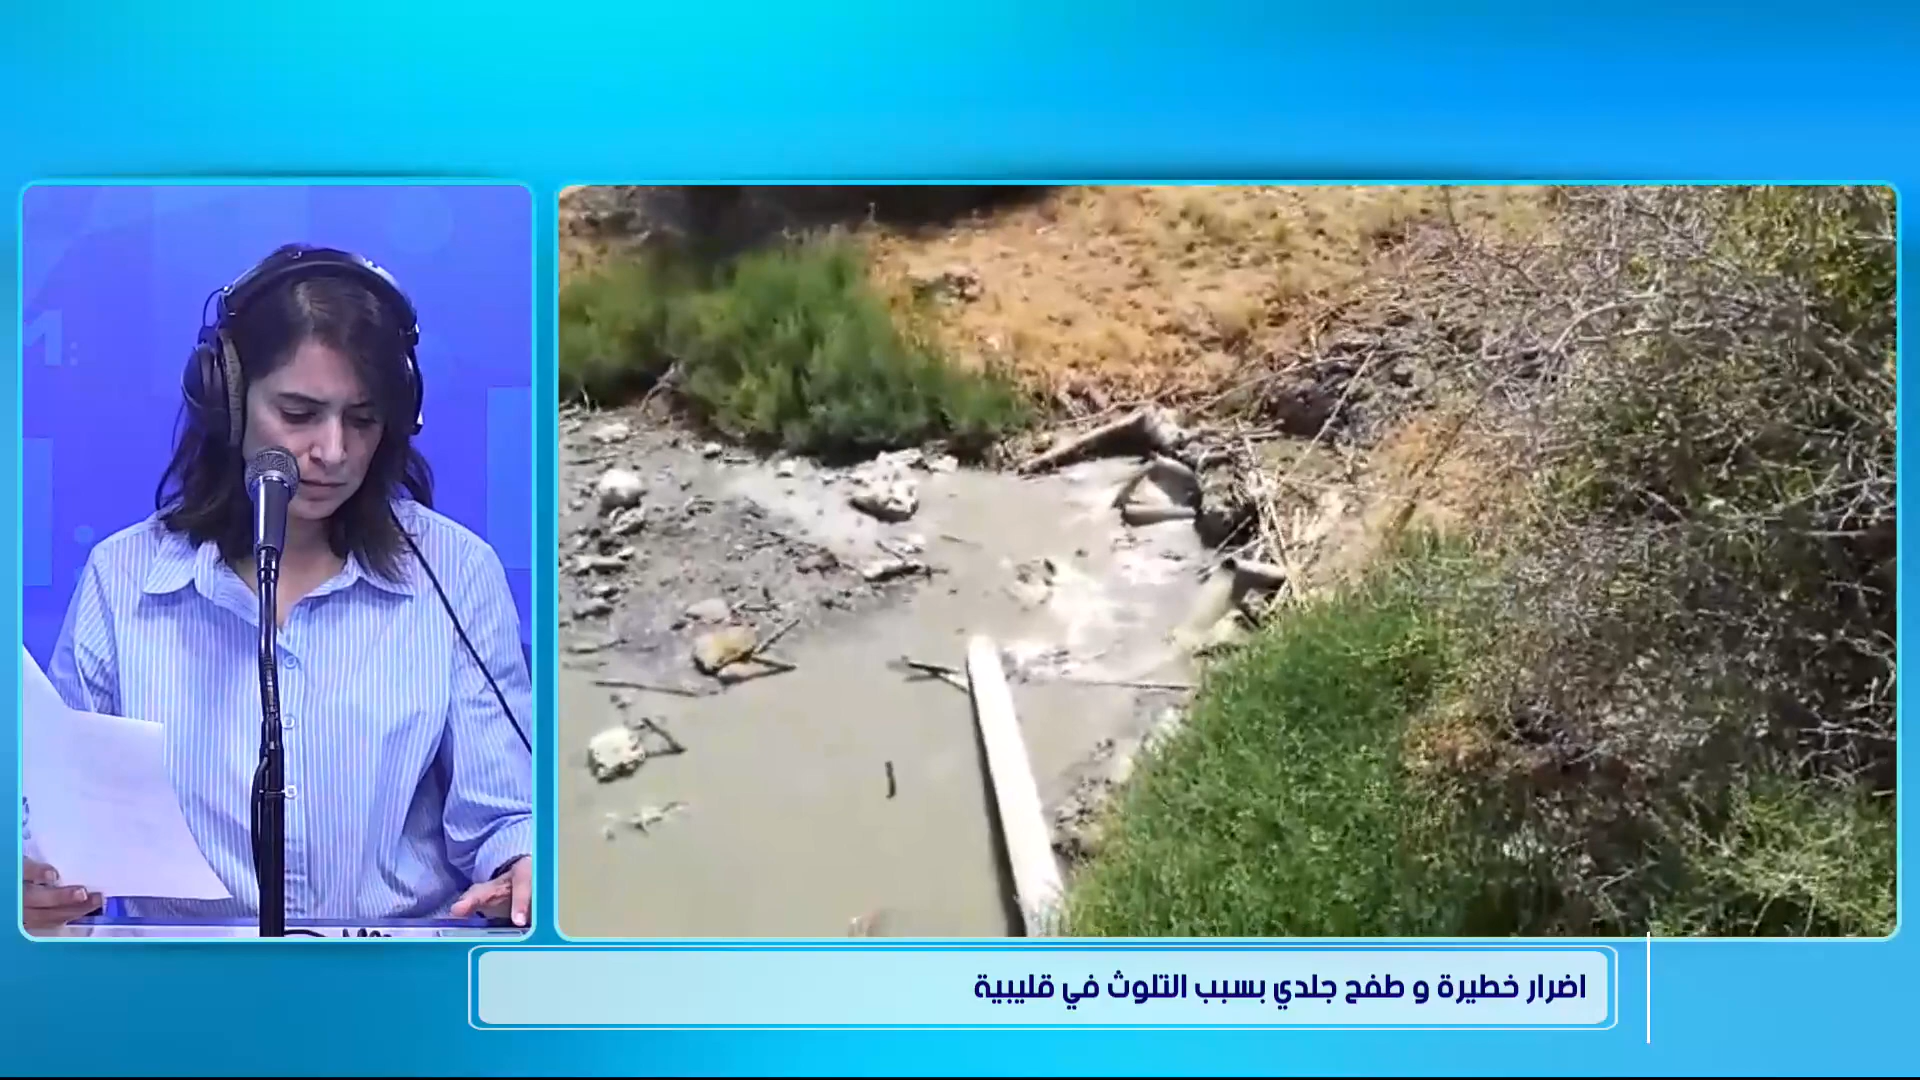 اضرار خطيرة و طفح جلدي بسبب التلوث في قليبية